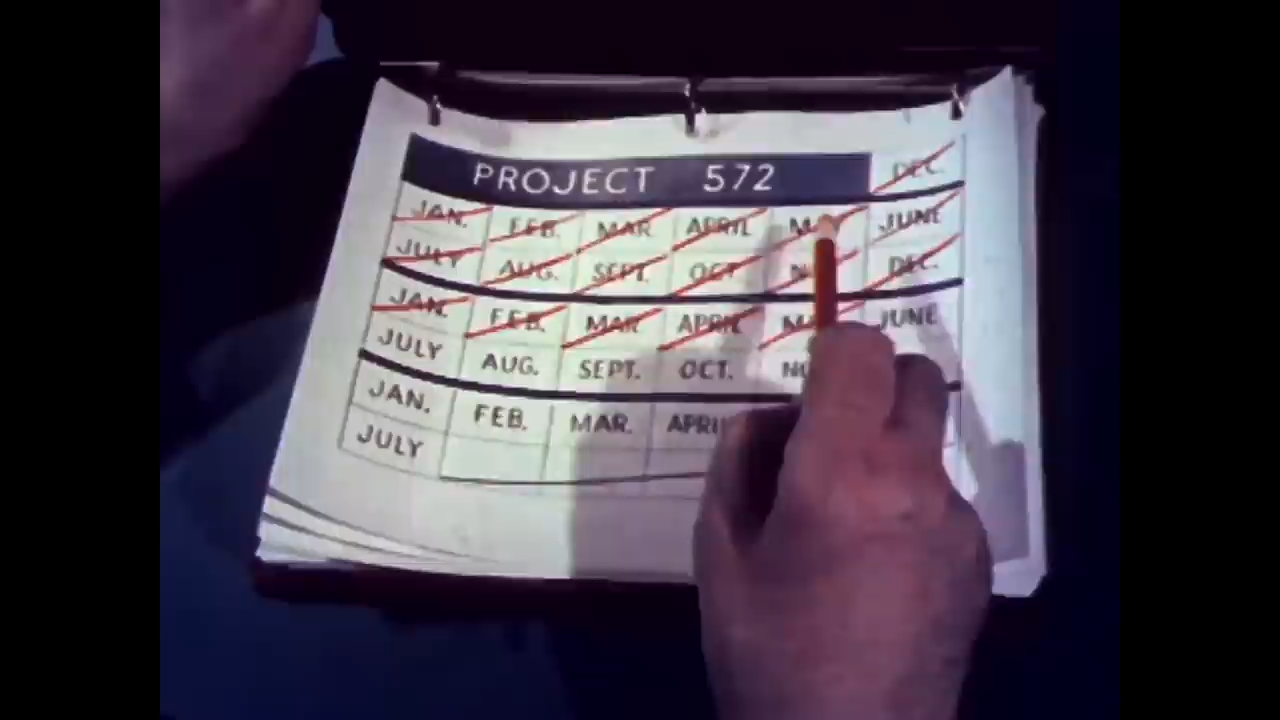 PROJECT 572 DEC.
JAN. FEB. MAR APRIL MAY JUNE
JULY AUG. SEPT. OCT DEC.
JAN. FEB. MAR APRIL JUNE
JULY AUG. SEPT. OCT.
JAN. FEB. MAR.
JULY